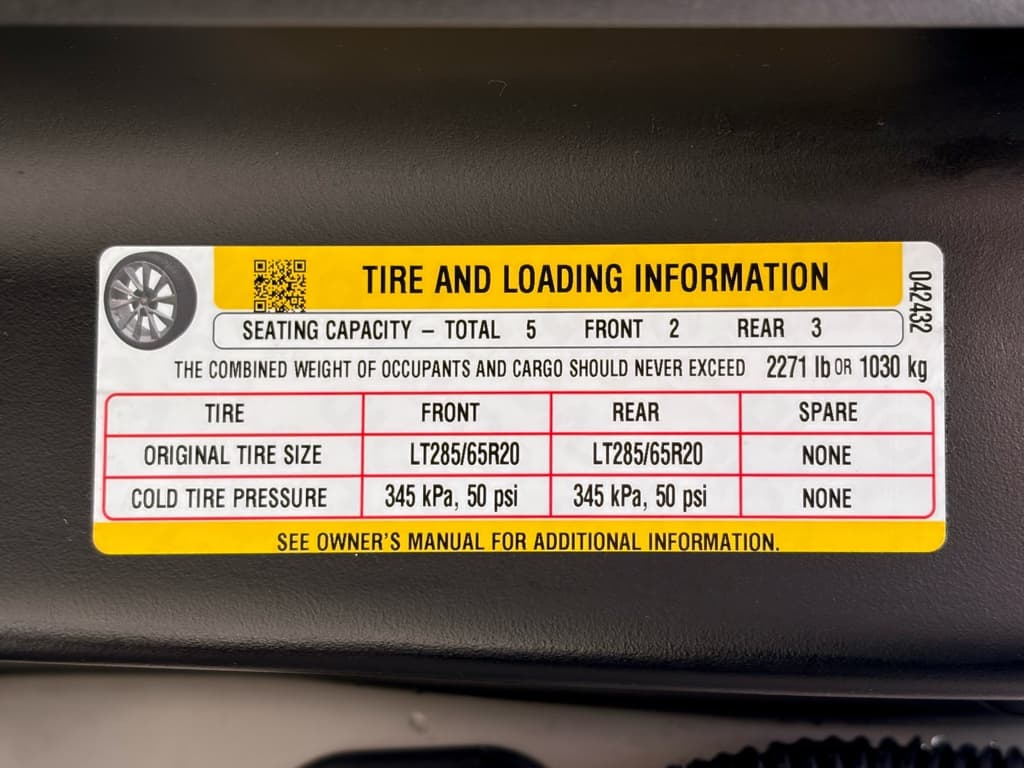 TIRE AND LOADING INFORMATION
042432
SEATING CAPACITY – TOTAL 5 FRONT 2 REAR 3
THE COMBINED WEIGHT OF OCCUPANTS AND CARGO SHOULD NEVER EXCEED 2271 lb OR 1030 kg
TIRE FRONT REAR SPARE
ORIGINAL TIRE SIZE LT285/65R20 LT285/65R20 NONE
COLD TIRE PRESSURE 345 kPa, 50 psi 345 kPa, 50 psi NONE
SEE OWNER'S MANUAL FOR ADDITIONAL INFORMATION.